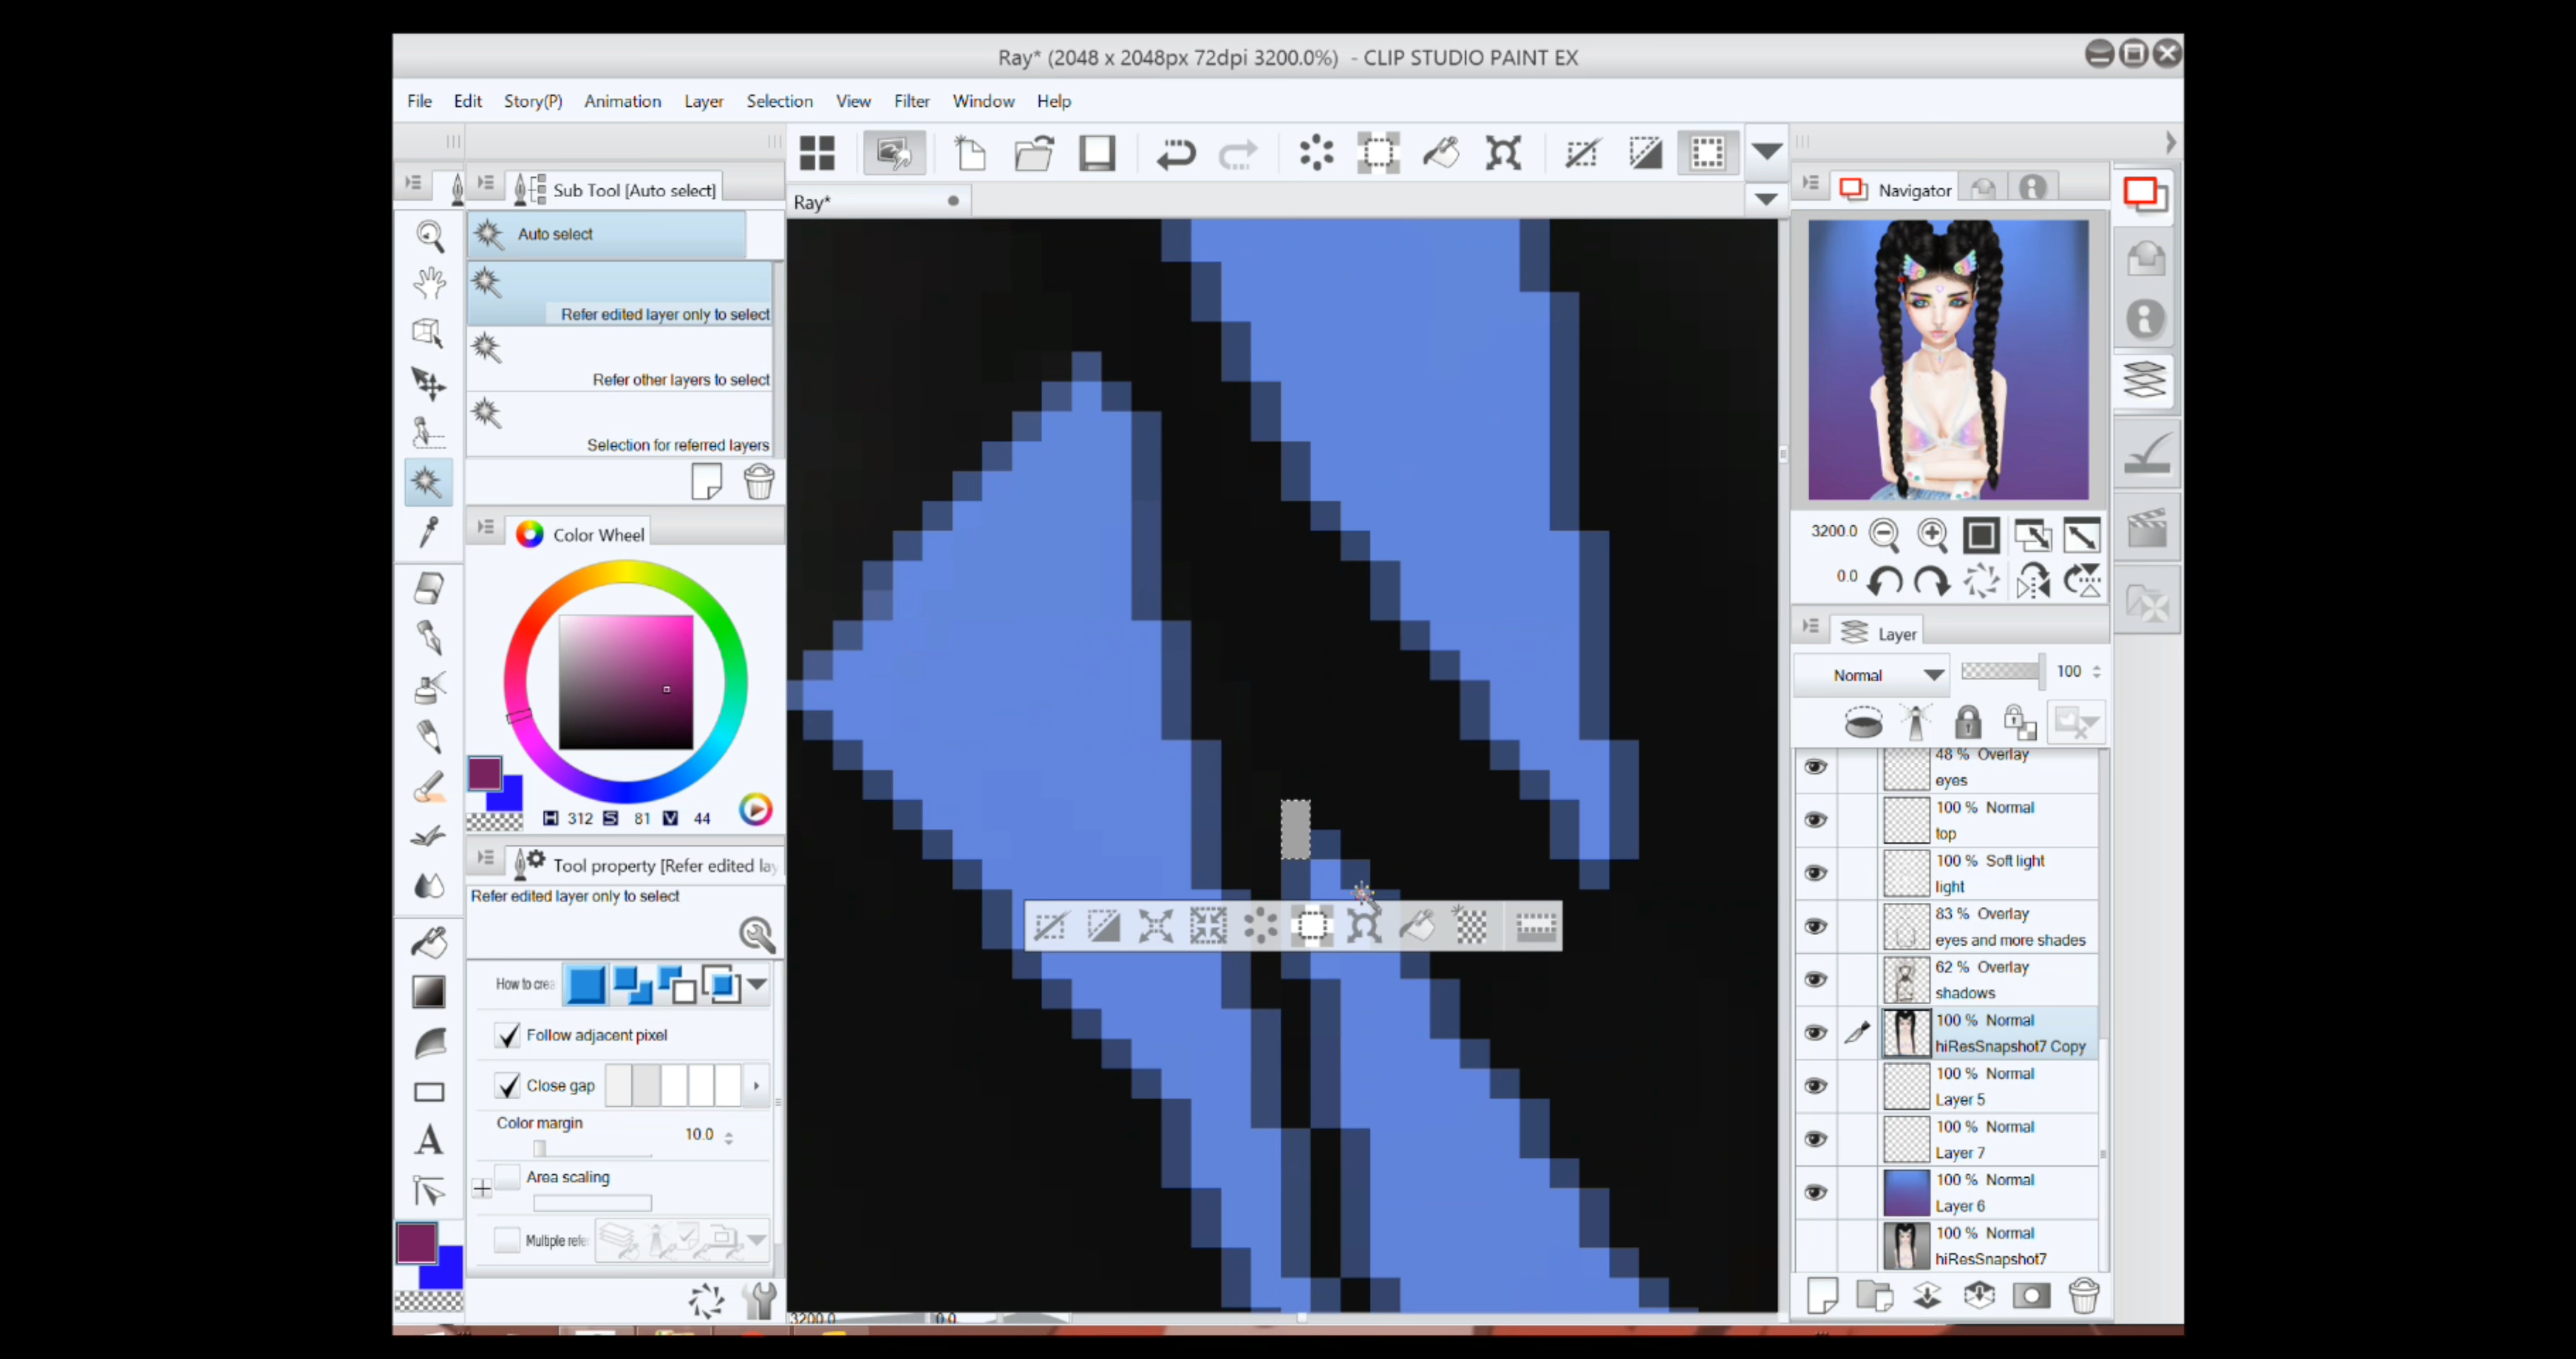 Ray* (2048 x 2048px 72dpi 3200.0%) - CLIP STUDIO PAINT EX
File Edit Story(P) Animation Layer Selection View Filter Window Help
Sub Tool [Auto select]
Ray*
Navigator
Auto select
Refer edited layer only to select
Refer other layers to select
Selection for referred layers
Color Wheel
H 312 S 81 V 44
Tool property [Refer edited lay
Refer edited layer only to select
How to crea
Follow adjacent pixel
Close gap
Color margin
10.0
Area scaling
Multiple refe
3200.0 0.0
3200.0
0.0
Layer
Normal 100
48 % Overlay
eyes
100 % Normal
top
100 % Soft light
light
83 % Overlay
eyes and more shades
62 % Overlay
shadows
100 % Normal
hiResSnapshot7 Copy
100 % Normal
Layer 5
100 % Normal
Layer 7
100 % Normal
Layer 6
100 % Normal
hiResSnapshot7